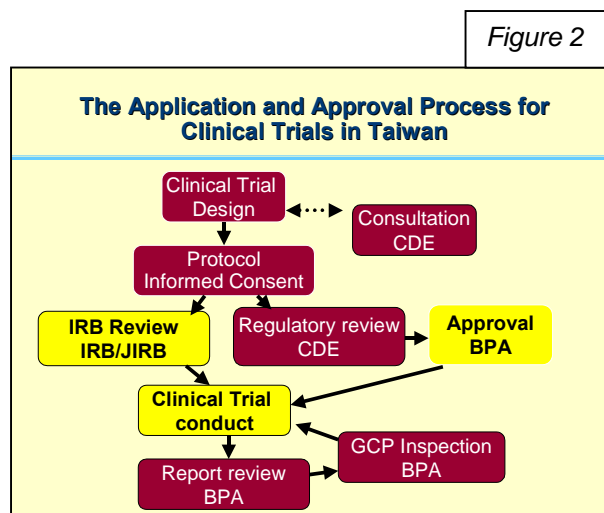 Figure 2
The Application and Approval Process for
Clinical Trials in Taiwan
Clinical Trial
Design
Consultation
CDE
Protocol
Informed Consent
IRB Review
IRB/JIRB
Regulatory review
CDE
Approval
BPA
Clinical Trial
conduct
GCP Inspection
BPA
Report review
BPA